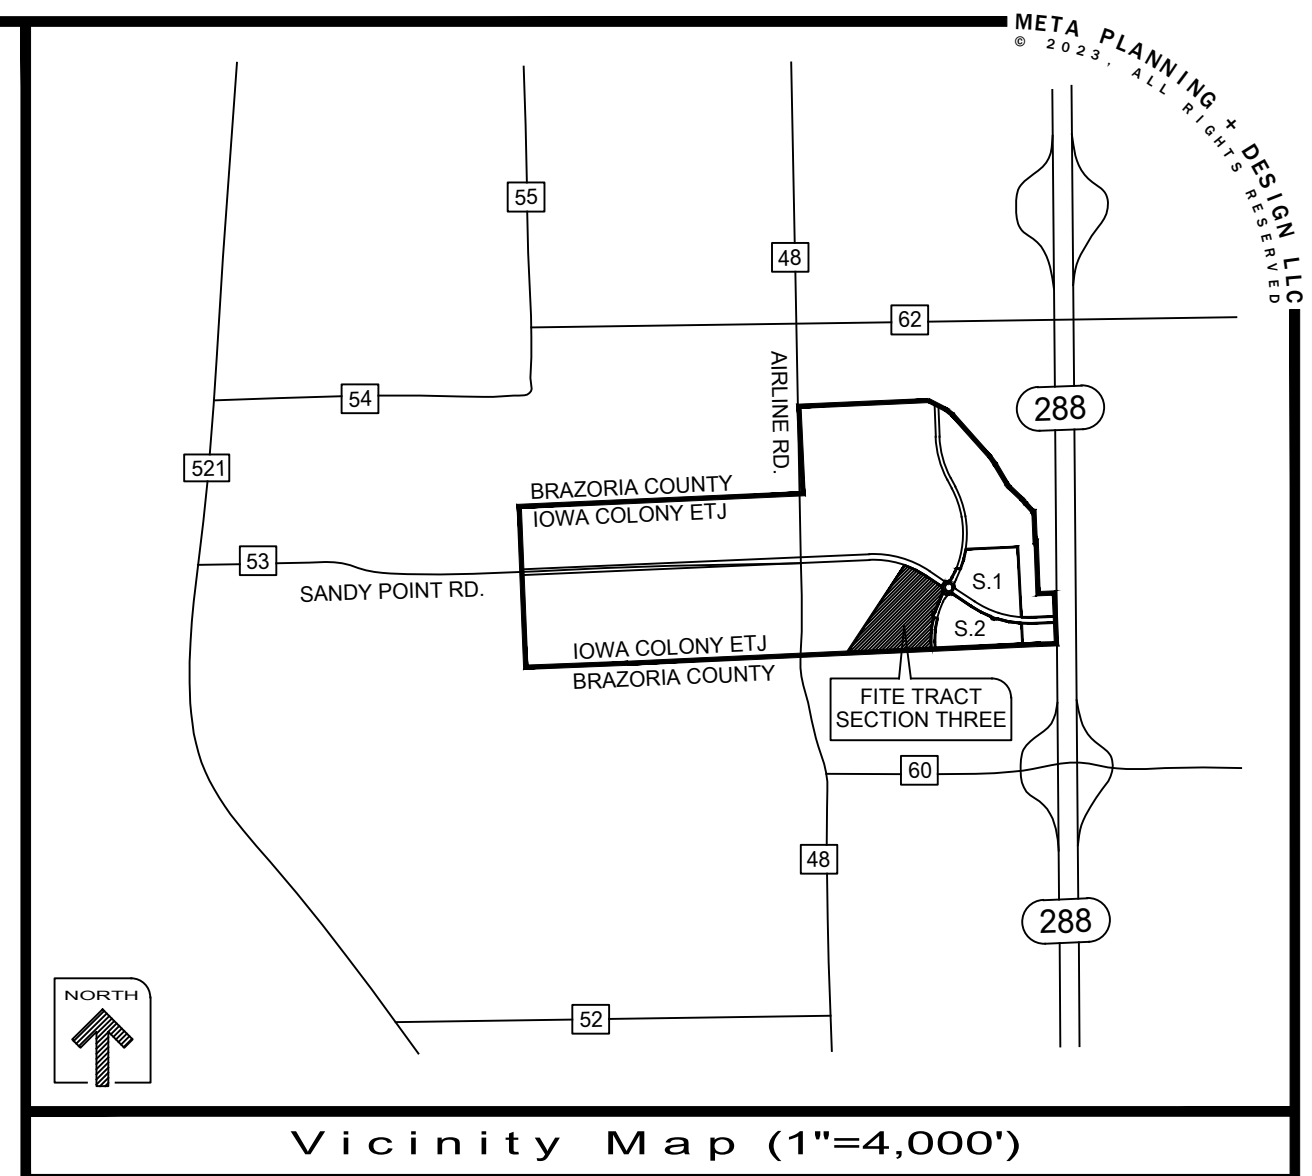 META PLANNING + DESIGN LLC
© 2023, ALL RIGHTS RESERVED
55
48
62
AIRLINE RD.
54
288
521
BRAZORIA COUNTY
IOWA COLONY ETJ
53
SANDY POINT RD.
S.1
S.2
IOWA COLONY ETJ
BRAZORIA COUNTY
FITE TRACT
SECTION THREE
60
48
288
NORTH
52
Vicinity Map (1"=4,000')